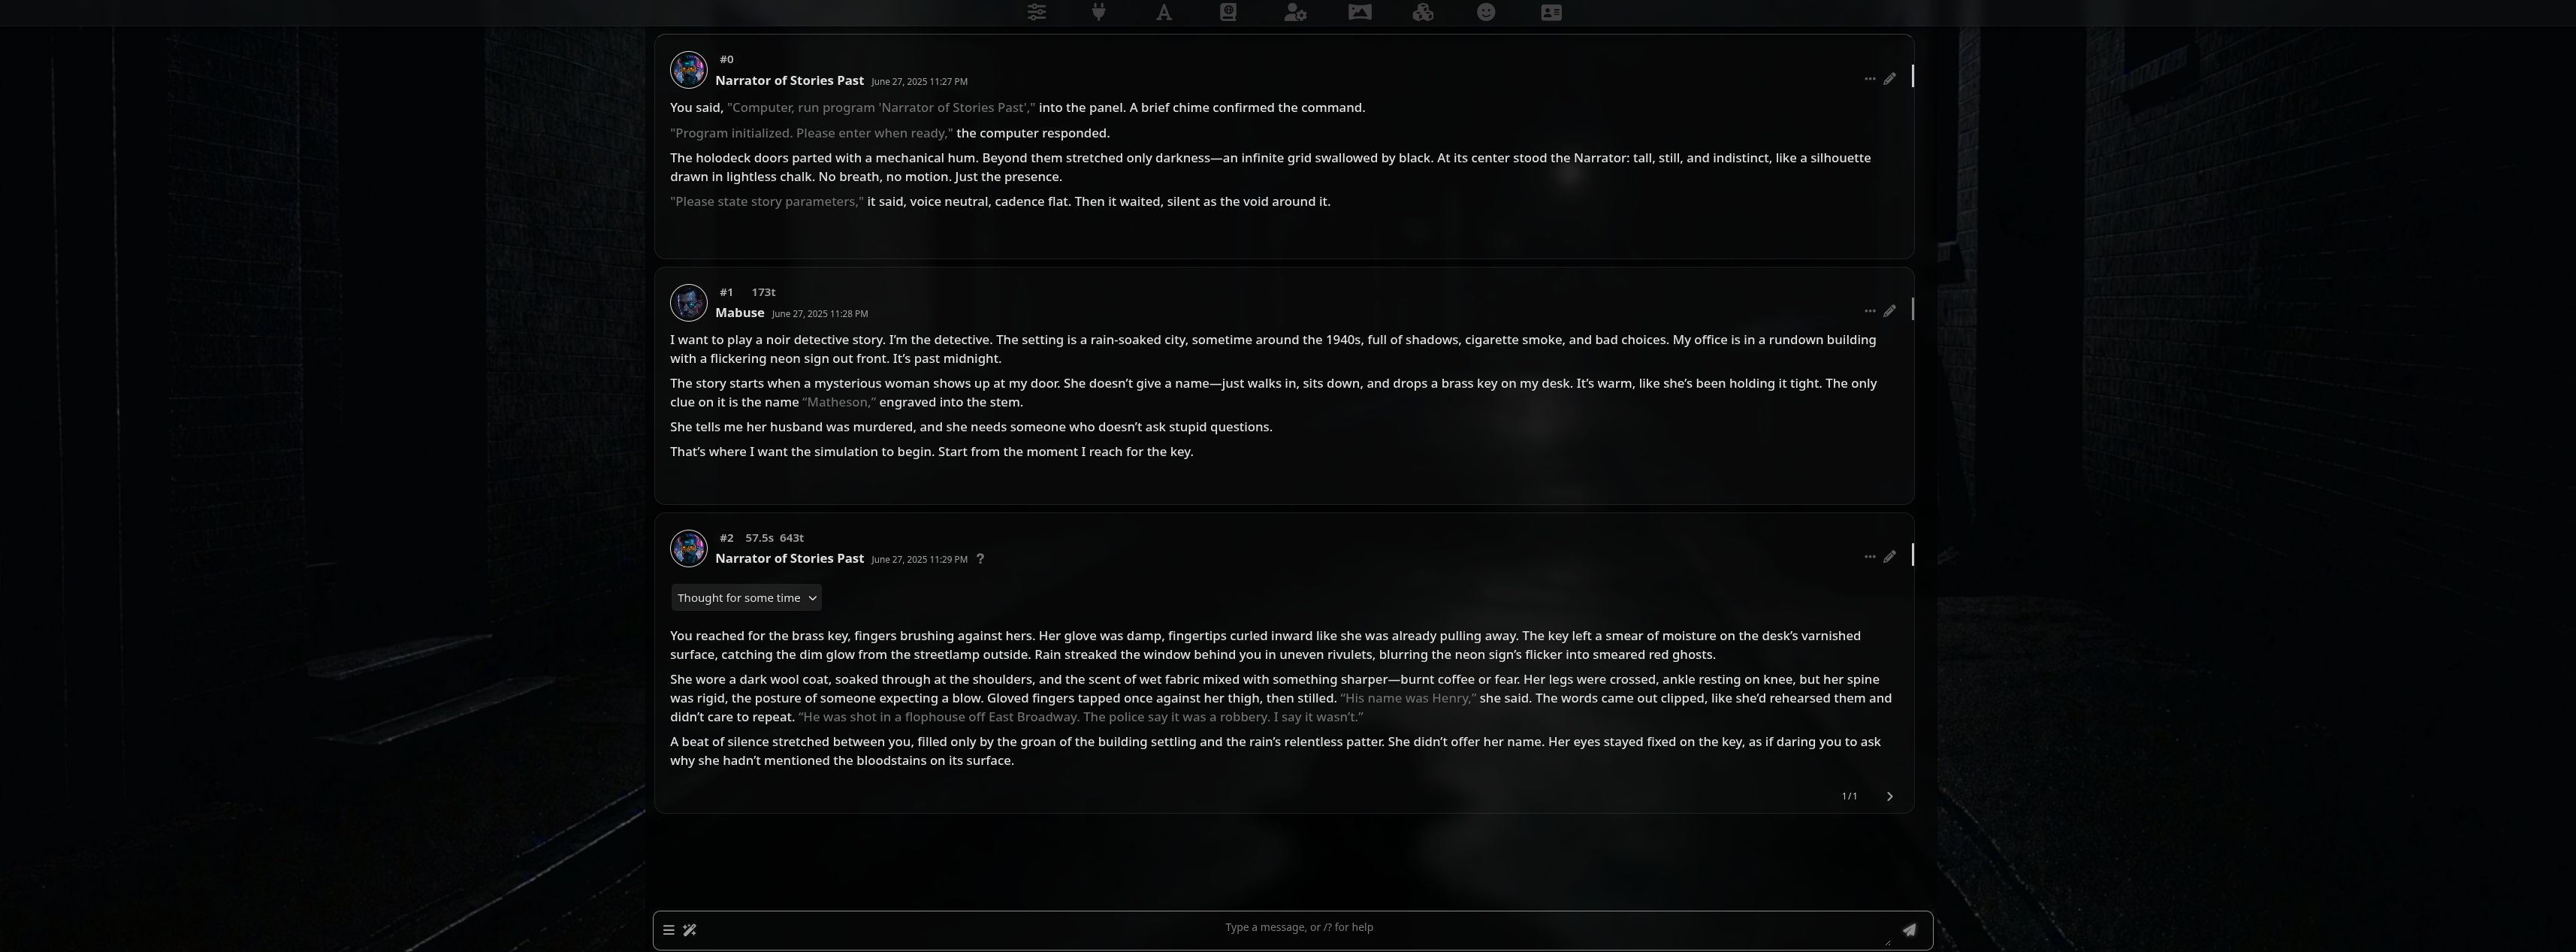 #0
Narrator of Stories Past June 27, 2025 11:27 PM
You said, "Computer, run program 'Narrator of Stories Past'," into the panel. A brief chime confirmed the command.
"Program initialized. Please enter when ready," the computer responded.
The holodeck doors parted with a mechanical hum. Beyond them stretched only darkness—an infinite grid swallowed by black. At its center stood the Narrator: tall, still, and indistinct, like a silhouette
drawn in lightless chalk. No breath, no motion. Just the presence.
"Please state story parameters," it said, voice neutral, cadence flat. Then it waited, silent as the void around it.
#1 173t
Mabuse June 27, 2025 11:28 PM
I want to play a noir detective story. I’m the detective. The setting is a rain-soaked city, sometime around the 1940s, full of shadows, cigarette smoke, and bad choices. My office is in a rundown building
with a flickering neon sign out front. It’s past midnight.
The story starts when a mysterious woman shows up at my door. She doesn’t give a name—just walks in, sits down, and drops a brass key on my desk. It’s warm, like she’s been holding it tight. The only
clue on it is the name “Matheson,” engraved into the stem.
She tells me her husband was murdered, and she needs someone who doesn’t ask stupid questions.
That’s where I want the simulation to begin. Start from the moment I reach for the key.
#2 57.5s 643t
Narrator of Stories Past June 27, 2025 11:29 PM ?
Thought for some time
You reached for the brass key, fingers brushing against hers. Her glove was damp, fingertips curled inward like she was already pulling away. The key left a smear of moisture on the desk’s varnished
surface, catching the dim glow from the streetlamp outside. Rain streaked the window behind you in uneven rivulets, blurring the neon sign’s flicker into smeared red ghosts.
She wore a dark wool coat, soaked through at the shoulders, and the scent of wet fabric mixed with something sharper—burnt coffee or fear. Her legs were crossed, ankle resting on knee, but her spine
was rigid, the posture of someone expecting a blow. Gloved fingers tapped once against her thigh, then stilled. “His name was Henry,” she said. The words came out clipped, like she’d rehearsed them and
didn’t care to repeat. “He was shot in a flophouse off East Broadway. The police say it was a robbery. I say it wasn’t.”
A beat of silence stretched between you, filled only by the groan of the building settling and the rain’s relentless patter. She didn’t offer her name. Her eyes stayed fixed on the key, as if daring you to ask
why she hadn’t mentioned the bloodstains on its surface.
1/1
Type a message, or /? for help